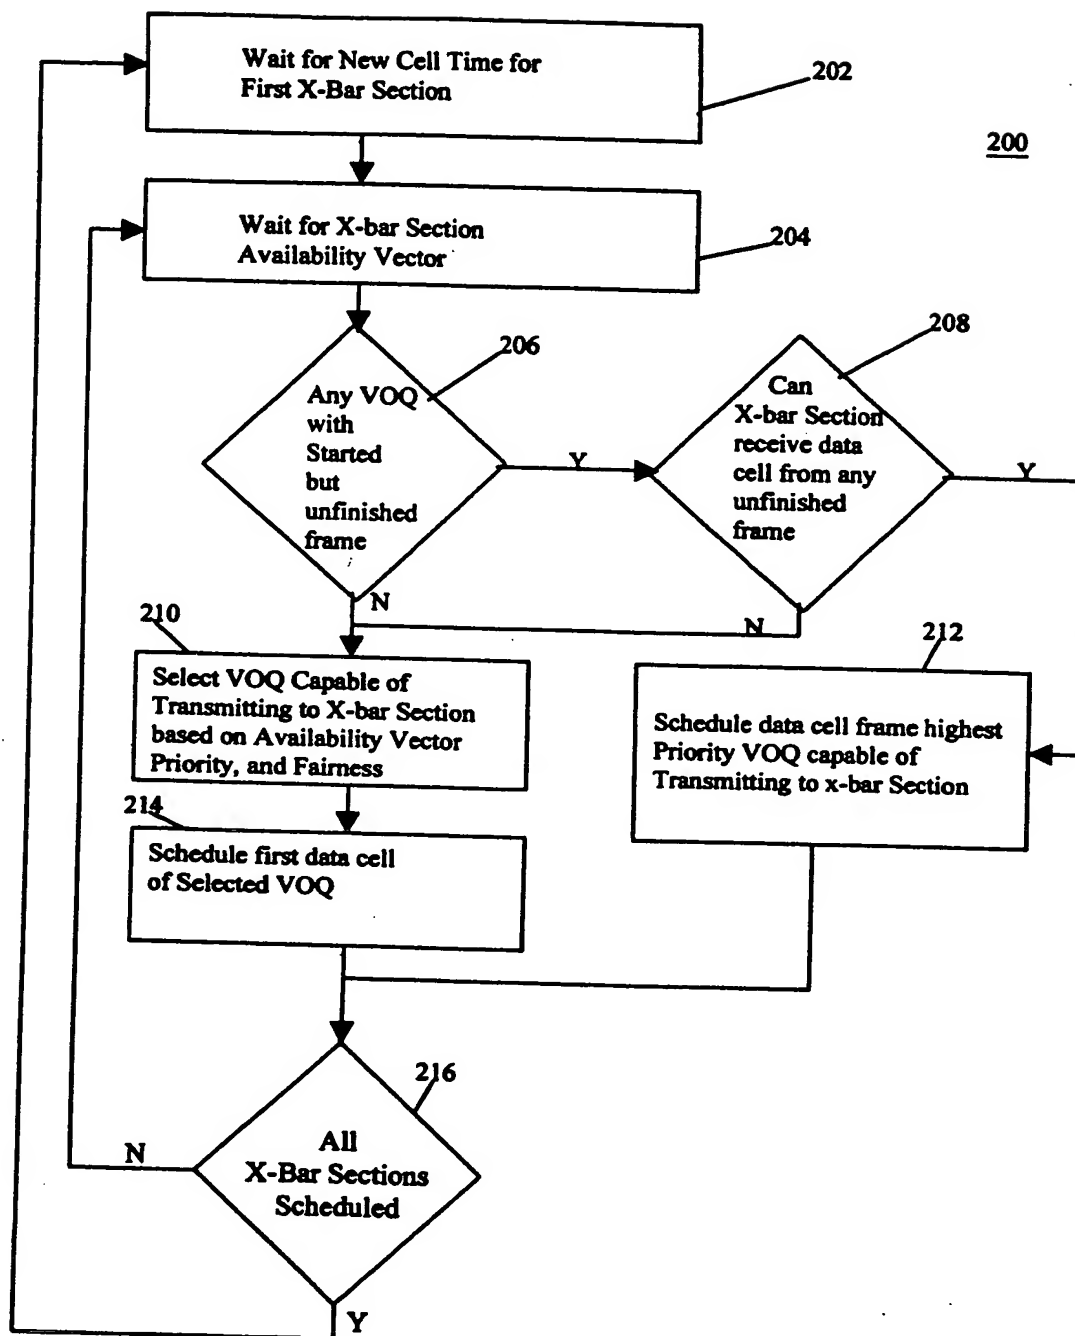 Wait for New Cell Time for
First X-Bar Section
202
200
Wait for X-bar Section
Availability Vector
204
206
208
Any VOQ
with
Started
but
unfinished
frame
Y
Can
X-bar Section
receive data
cell from any
unfinished
frame
Y
N
N
210
212
Select VOQ Capable of
Transmitting to X-bar Section
based on Availability Vector
Priority, and Fairness
Schedule data cell frame highest
Priority VOQ capable of
Transmitting to x-bar Section
214
Schedule first data cell
of Selected VOQ
216
All
X-Bar Sections
Scheduled
N
Y